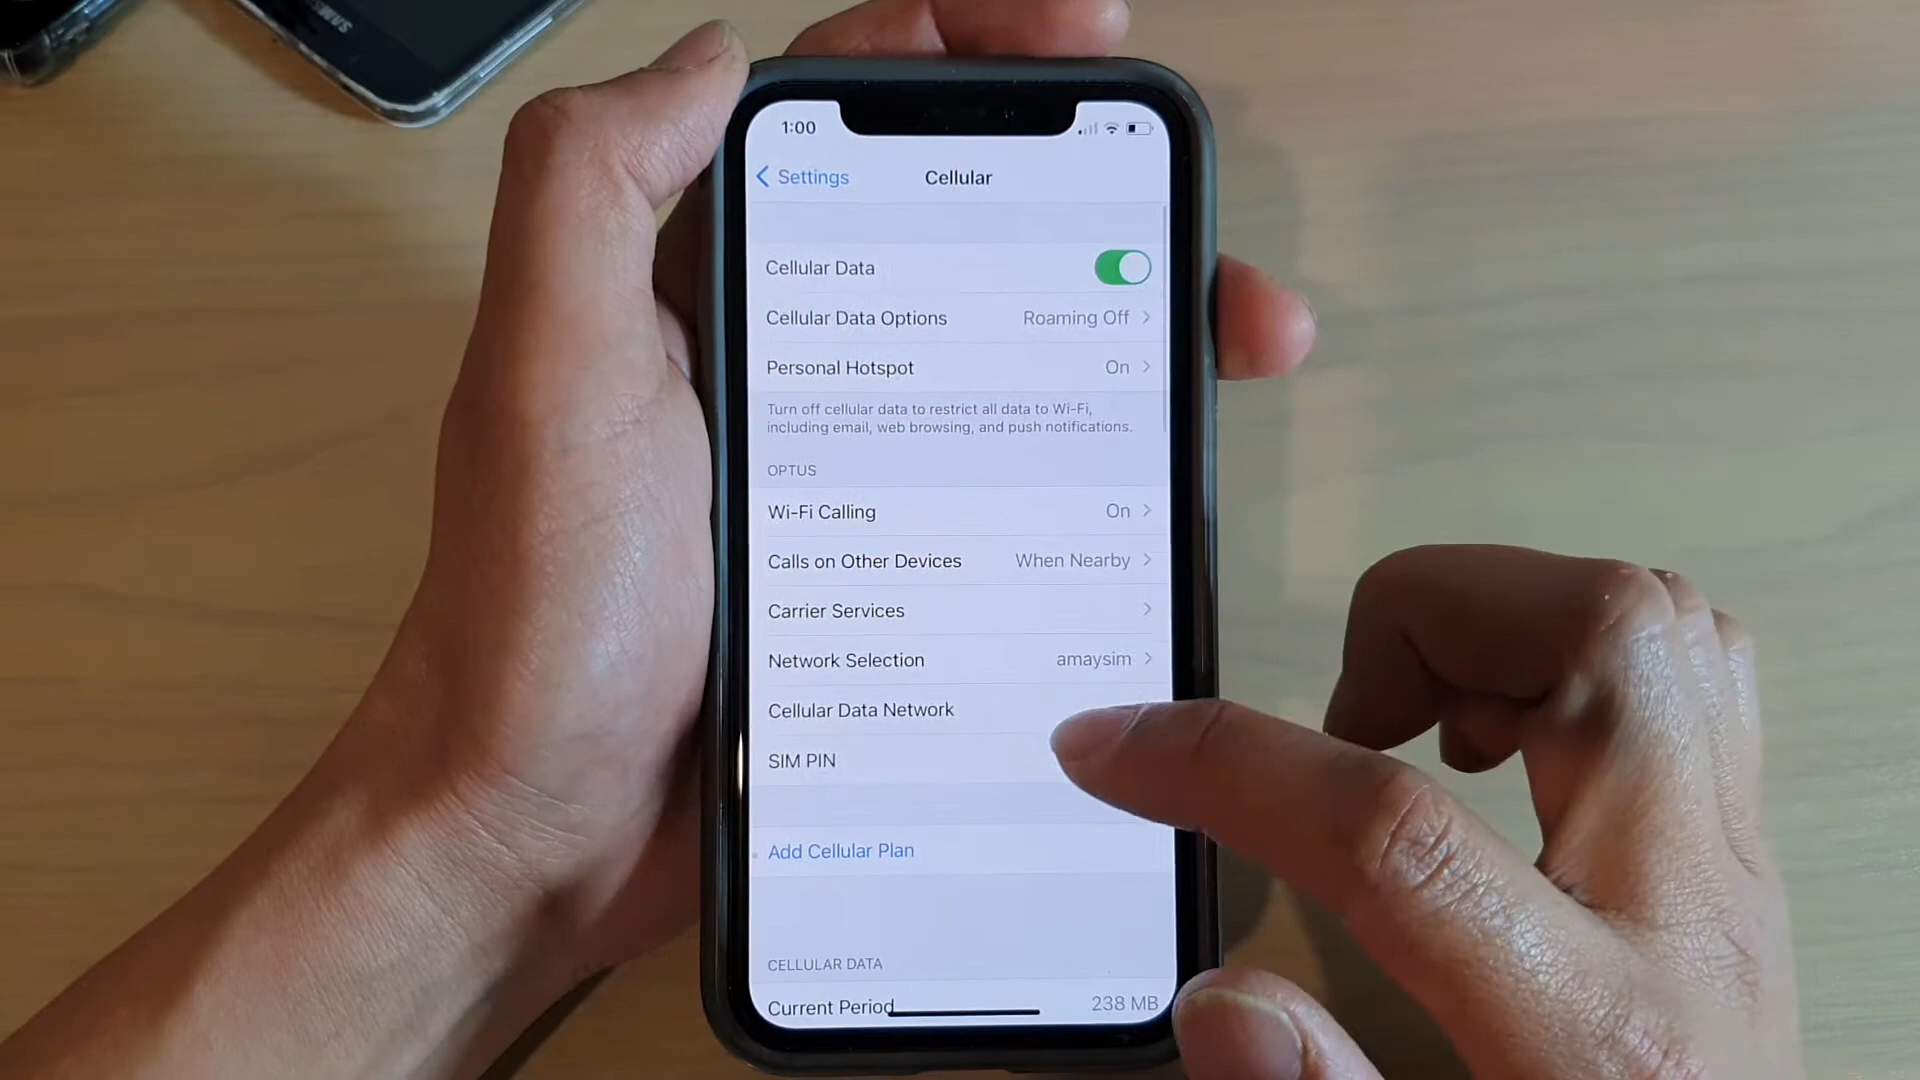 SAMSUNG
1:00
Settings
Cellular
Cellular Data
Cellular Data Options Roaming Off
Personal Hotspot On
Turn off cellular data to restrict all data to Wi-Fi,
including email, web browsing, and push notifications.
OPTUS
Wi-Fi Calling On
Calls on Other Devices When Nearby
Carrier Services
Network Selection amaysim
Cellular Data Network
SIM PIN
Add Cellular Plan
CELLULAR DATA
Current Period 238 MB